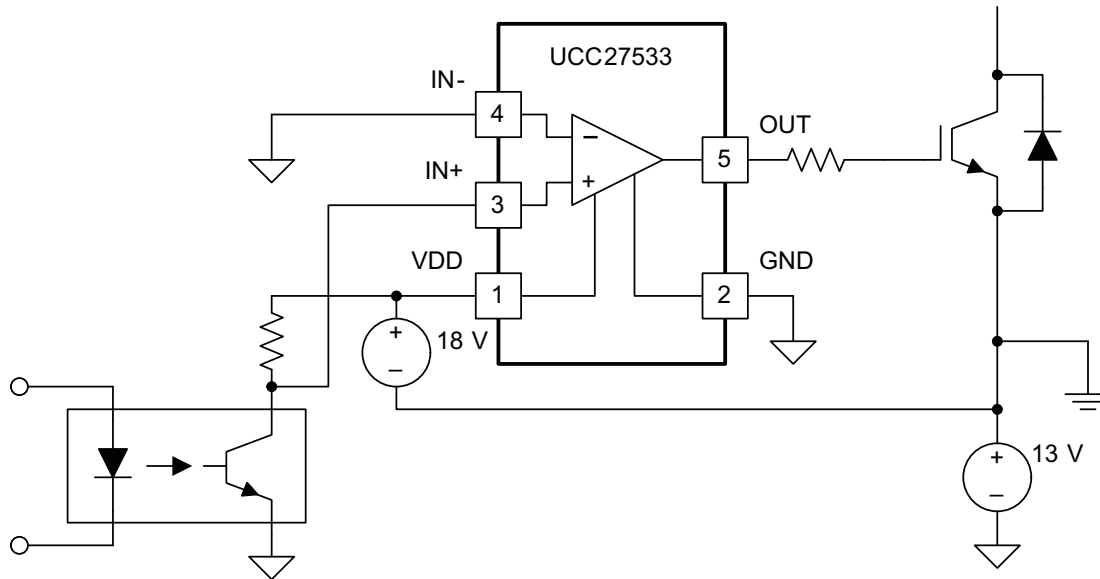 UCC27533
IN-
4
−
OUT
5
IN+
3
+
VDD
1
GND
2
+
18 V
−
+
13 V
−